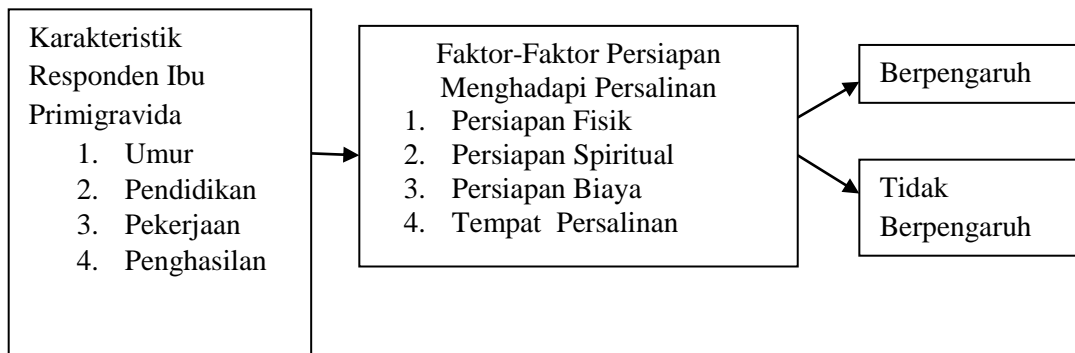 Karakteristik
Responden Ibu
Primigravida
1. Umur
2. Pendidikan
3. Pekerjaan
4. Penghasilan
Faktor-Faktor Persiapan
Menghadapi Persalinan
1. Persiapan Fisik
2. Persiapan Spiritual
3. Persiapan Biaya
4. Tempat Persalinan
Berpengaruh
Tidak
Berpengaruh